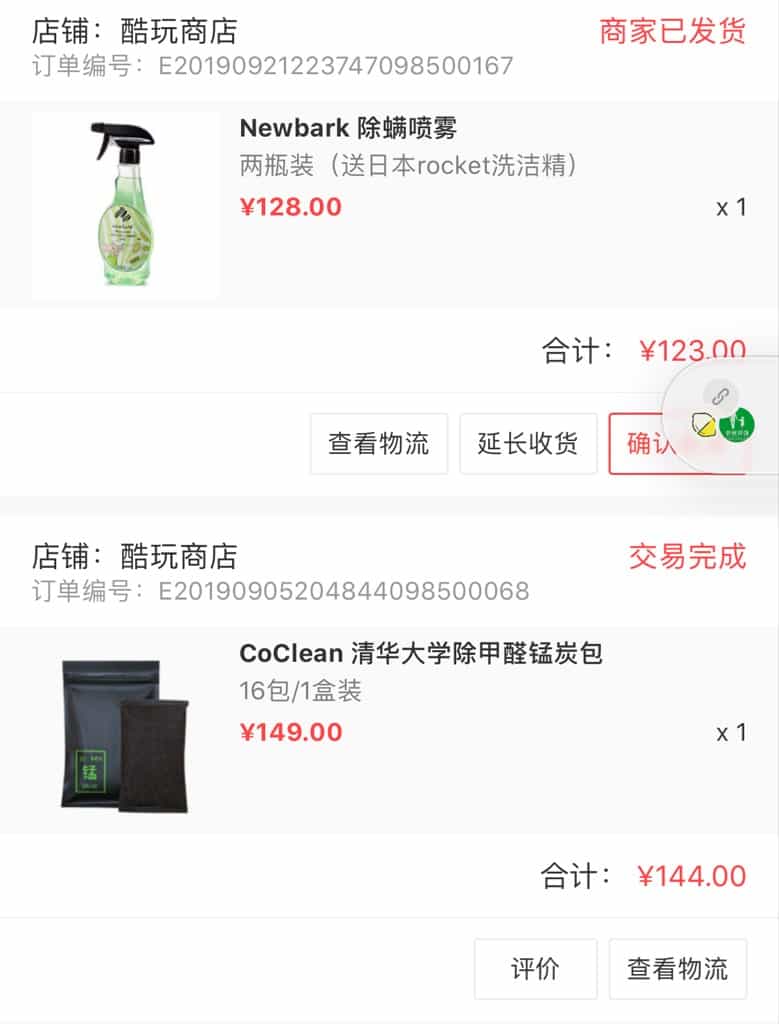 店铺：酷玩商店
商家已发货
订单编号：E20190921223747098500167
Newbark 除螨喷雾
两瓶装（送日本rocket洗洁精）
¥128.00
x 1
合计： ¥123.00
查看物流
延长收货
确认
店铺：酷玩商店
交易完成
订单编号：E20190905204844098500068
CoClean 清华大学除甲醛锰炭包
16包/1盒装
¥149.00
x 1
锰
合计： ¥144.00
评价
查看物流